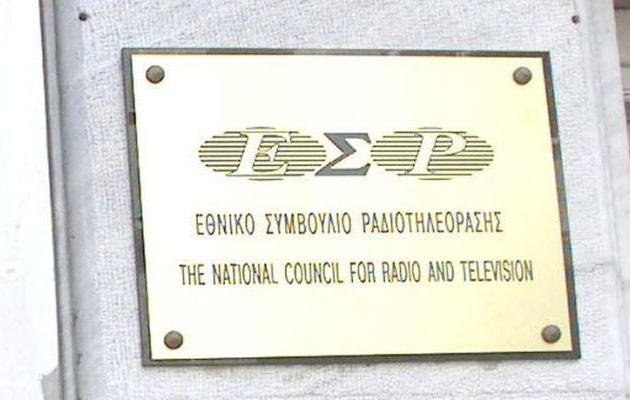 ΕΣΡ
ΕΘΝΙΚΟ ΣΥΜΒΟΥΛΙΟ ΡΑΔΙΟΤΗΛΕΟΡΑΣΗΣ
THE NATIONAL COUNCIL FOR RADIO AND TELEVISION